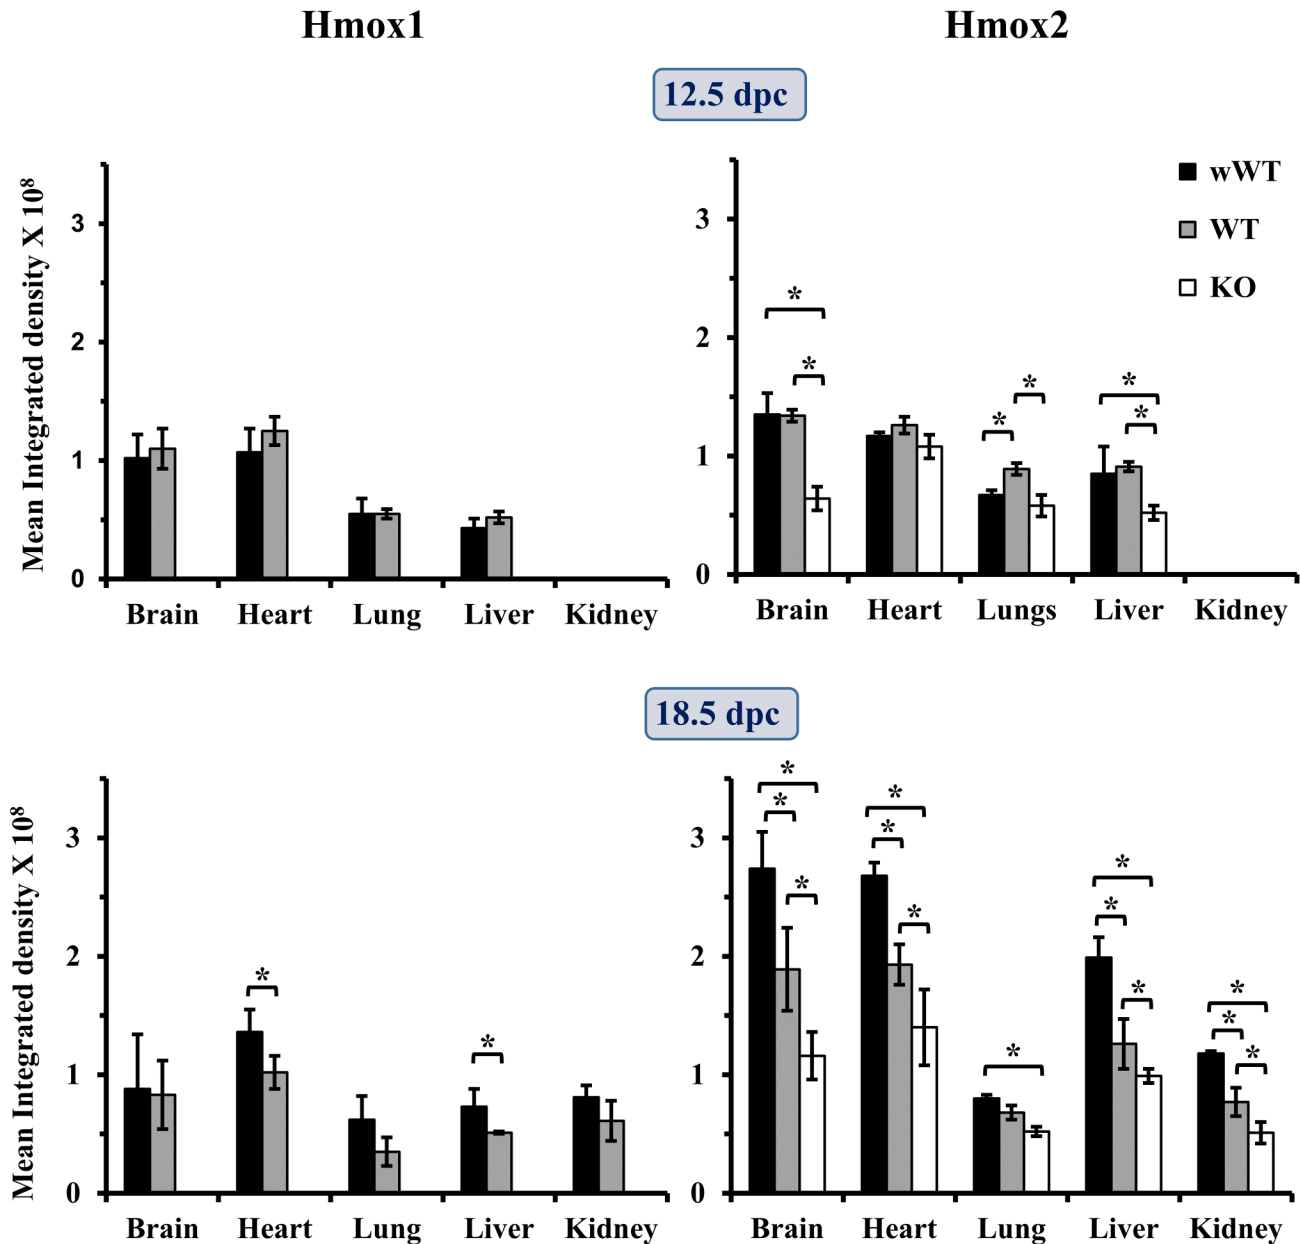 Hmox1
Hmox2
12.5 dpc
Mean Integrated density X 10⁸
3
2
1
0
Brain Heart Lung Liver Kidney
3
2
1
0
* * * * * *
Brain Heart Lungs Liver Kidney
wWT
WT
KO
18.5 dpc
Mean Integrated density X 10⁸
3
2
1
0
* *
Brain Heart Lung Liver Kidney
3
2
1
0
* * * * * * * * * * * * *
Brain Heart Lung Liver Kidney